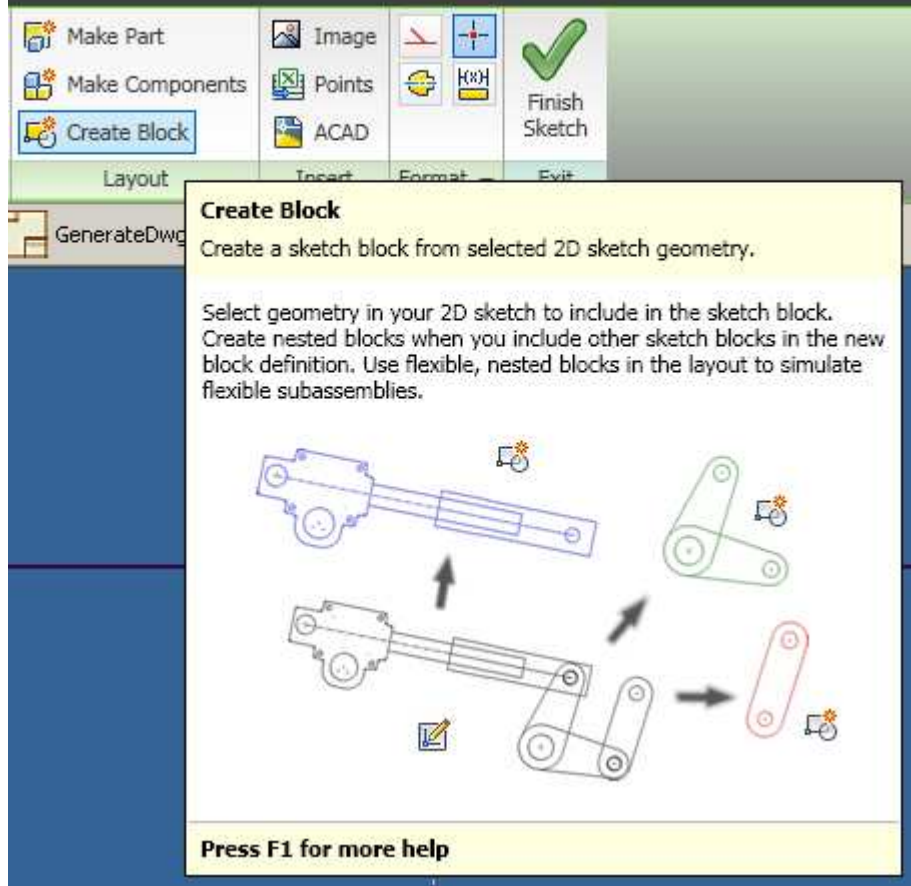 Make Part
Make Components
Create Block
Layout
Image
Points
ACAD
Insert
Format
Finish
Sketch
Exit
GenerateDwg
Create Block
Create a sketch block from selected 2D sketch geometry.
Select geometry in your 2D sketch to include in the sketch block.
Create nested blocks when you include other sketch blocks in the new
block definition. Use flexible, nested blocks in the layout to simulate
flexible subassemblies.
Press F1 for more help